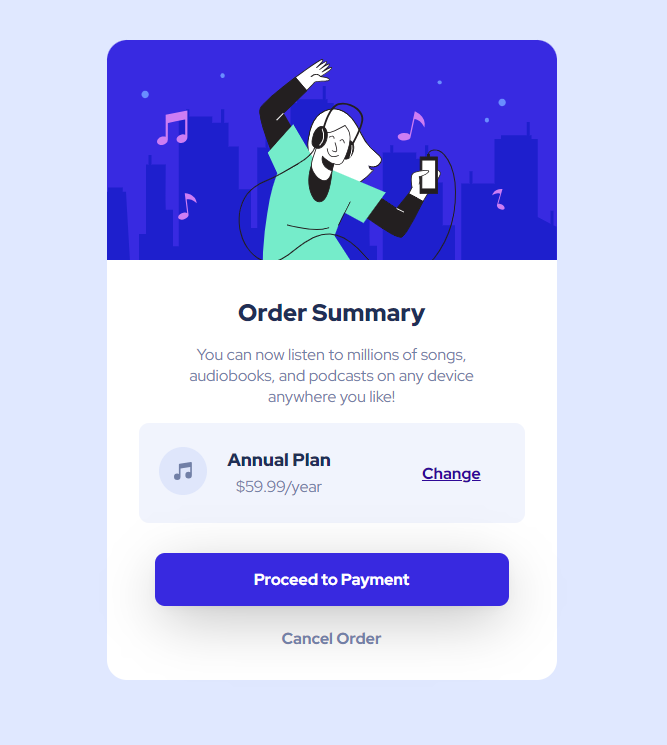 Order Summary
You can now listen to millions of songs,
audiobooks, and podcasts on any device
anywhere you like!
Annual Plan
$59.99/year
Change
Proceed to Payment
Cancel Order